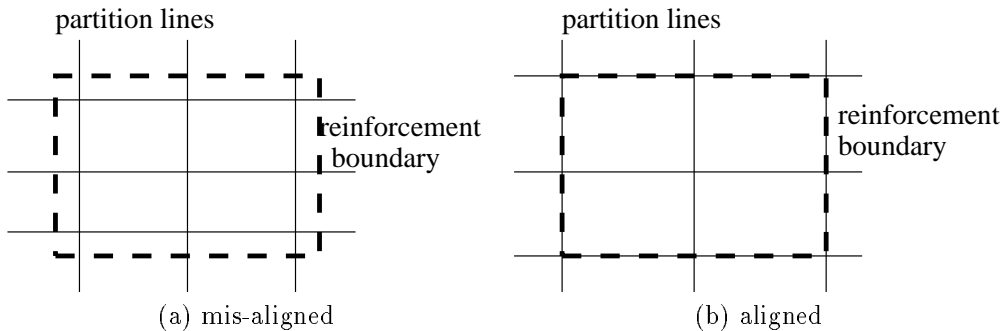 partition lines
partition lines
reinforcement
boundary
reinforcement
boundary
(a) mis-aligned
(b) aligned